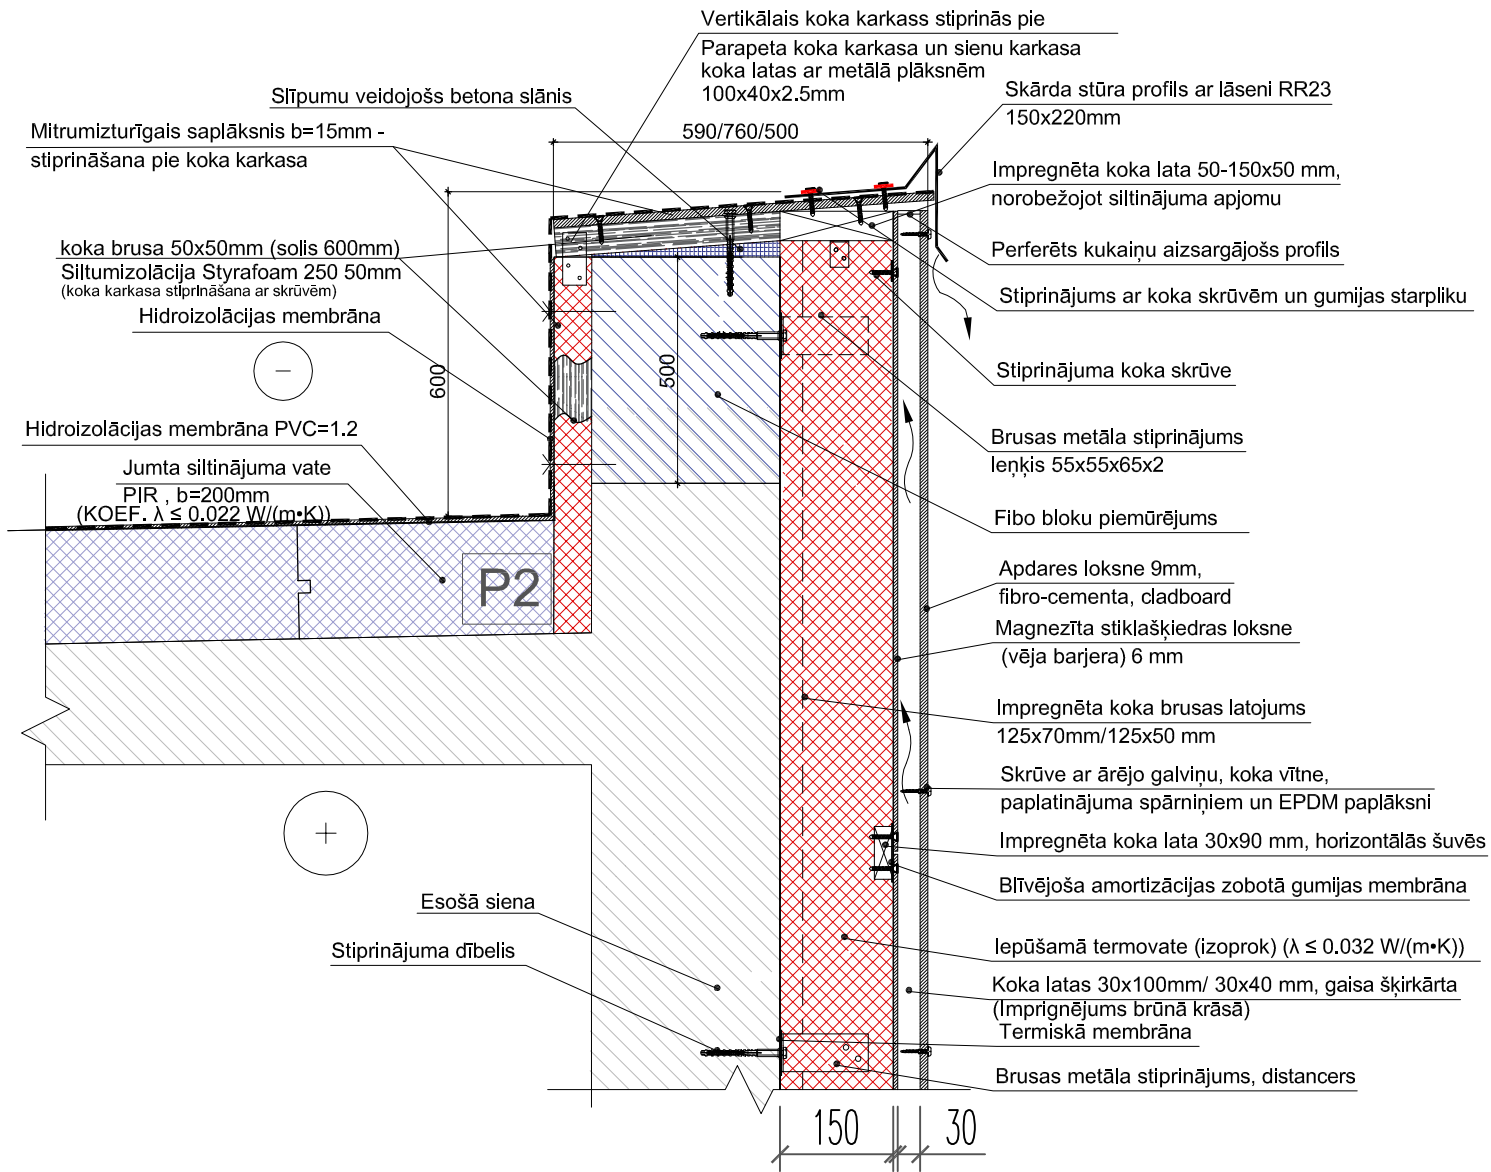 Vertikālais koka karkass stiprinās pie
Parapeta koka karkasa un sienu karkasa
koka latas ar metālā plāksnēm
100x40x2.5mm
Slīpumu veidojošs betona slānis
Mitrumizturīgais saplāksnis b=15mm -
stiprināšana pie koka karkasa
590/760/500
Skārda stūra profils ar lāseni RR23
150x220mm
Impregnēta koka lata 50-150x50 mm,
norobežojot siltinājuma apjomu
koka brusa 50x50mm (solis 600mm)
Siltumizolācija Styrafoam 250 50mm
(koka karkasa stiprināšana ar skrūvēm)
Hidroizolācijas membrāna
Perferēts kukaiņu aizsargājošs profils
Stiprinājums ar koka skrūvēm un gumijas starpliku
−
600
500
Stiprinājuma koka skrūve
Hidroizolācijas membrāna PVC=1.2
Jumta siltinājuma vate
PIR , b=200mm
(KOEF. λ ≤ 0.022 W/(m•K))
Brusas metāla stiprinājums
leņķis 55x55x65x2
Fibo bloku piemūrējums
P2
Apdares loksne 9mm,
fibro-cementa, cladboard
Magnezīta stiklašķiedras loksne
(vēja barjera) 6 mm
Impregnēta koka brusas latojums
125x70mm/125x50 mm
Skrūve ar ārējo galviņu, koka vītne,
paplatinājuma spārniņiem un EPDM paplāksni
+
Impregnēta koka lata 30x90 mm, horizontālās šuvēs
Blīvējoša amortizācijas zobotā gumijas membrāna
Esošā siena
Stiprinājuma dībelis
Iepūšamā termovate (izoprok) (λ ≤ 0.032 W/(m•K))
Koka latas 30x100mm/ 30x40 mm, gaisa šķirkārta
(Imprignējums brūnā krāsā)
Termiskā membrāna
Brusas metāla stiprinājums, distancers
150
30